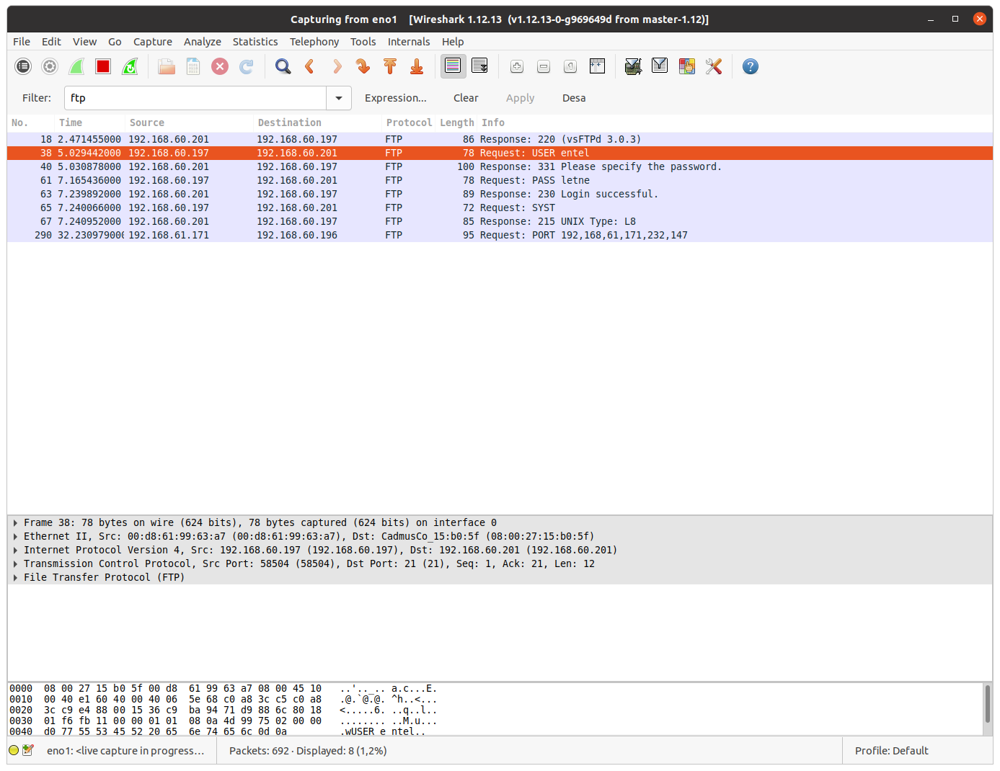 Capturing from eno1 [Wireshark 1.12.13 (v1.12.13-0-g969649d from master-1.12)]
File Edit View Go Capture Analyze Statistics Telephony Tools Internals Help
Filter: ftp Expression... Clear Apply Desa
No. Time Source Destination Protocol Length Info
18 2.471455000 192.168.60.201 192.168.60.197 FTP 86 Response: 220 (vsFTPd 3.0.3)
38 5.029442000 192.168.60.197 192.168.60.201 FTP 78 Request: USER entel
40 5.030878000 192.168.60.201 192.168.60.197 FTP 100 Response: 331 Please specify the password.
61 7.165436000 192.168.60.197 192.168.60.201 FTP 78 Request: PASS letne
63 7.239892000 192.168.60.201 192.168.60.197 FTP 89 Response: 230 Login successful.
65 7.240066000 192.168.60.197 192.168.60.201 FTP 72 Request: SYST
67 7.240952000 192.168.60.201 192.168.60.197 FTP 85 Response: 215 UNIX Type: L8
290 32.230979000 192.168.61.171 192.168.60.196 FTP 95 Request: PORT 192,168,61,171,232,147
Frame 38: 78 bytes on wire (624 bits), 78 bytes captured (624 bits) on interface 0
Ethernet II, Src: 00:d8:61:99:63:a7 (00:d8:61:99:63:a7), Dst: CadmusCo_15:b0:5f (08:00:27:15:b0:5f)
Internet Protocol Version 4, Src: 192.168.60.197 (192.168.60.197), Dst: 192.168.60.201 (192.168.60.201)
Transmission Control Protocol, Src Port: 58504 (58504), Dst Port: 21 (21), Seq: 1, Ack: 21, Len: 12
File Transfer Protocol (FTP)
0000 08 00 27 15 b0 5f 00 d8 61 99 63 a7 08 00 45 10 ..'.._.. a.c...E.
0010 00 40 e1 60 40 00 40 06 5e 68 c0 a8 3c c5 c0 a8 .@.`@.@. ^h..<...
0020 3c c9 e4 88 00 15 36 c9 ba 94 71 d9 88 6c 80 18 <.....6. ..q..l..
0030 01 f6 fb 11 00 00 01 01 08 0a 4d 99 75 02 00 00 ........ ..M.u...
0040 d0 77 55 53 45 52 20 65 6e 74 65 6c 0d 0a .wUSER e ntel..
eno1: <live capture in progress... Packets: 692 · Displayed: 8 (1,2%) Profile: Default